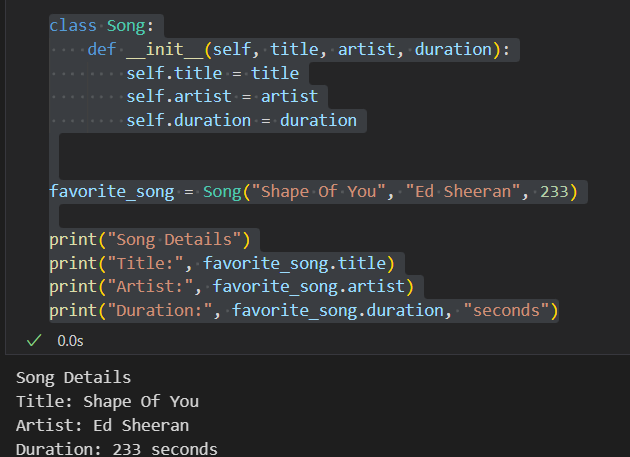 class Song:
    def __init__(self, title, artist, duration):
        self.title = title
        self.artist = artist
        self.duration = duration
favorite_song = Song("Shape Of You", "Ed Sheeran", 233)
print("Song Details")
print("Title:", favorite_song.title)
print("Artist:", favorite_song.artist)
print("Duration:", favorite_song.duration, "seconds")
0.0s
Song Details
Title: Shape Of You
Artist: Ed Sheeran
Duration: 233 seconds